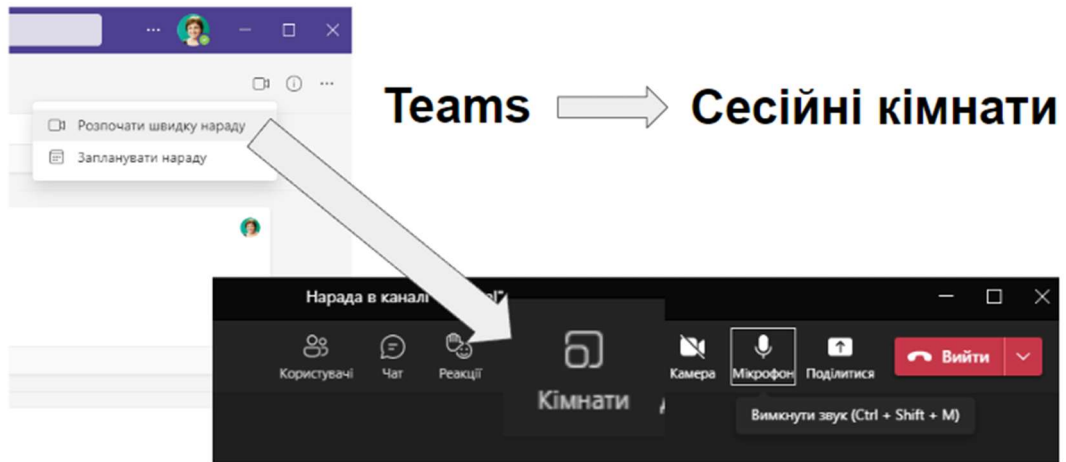 Teams Сесійні кімнати
Розпочати швидку нараду
Запланувати нараду
Нарада в каналі
Користувачі Чат Реакції Кімнати Камера Мікрофон Поділитися Вийти
Вимкнути звук (Ctrl + Shift + M)